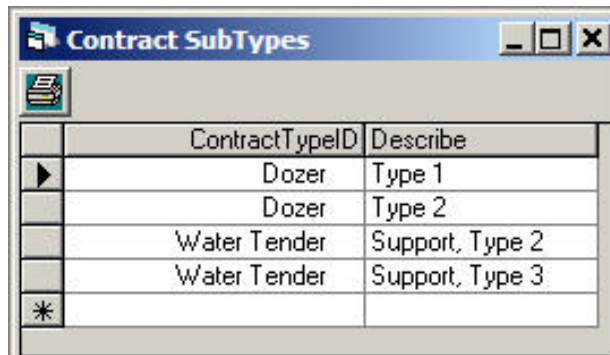 Contract SubTypes
ContractTypeID Describe
Dozer Type 1
Dozer Type 2
Water Tender Support, Type 2
Water Tender Support, Type 3